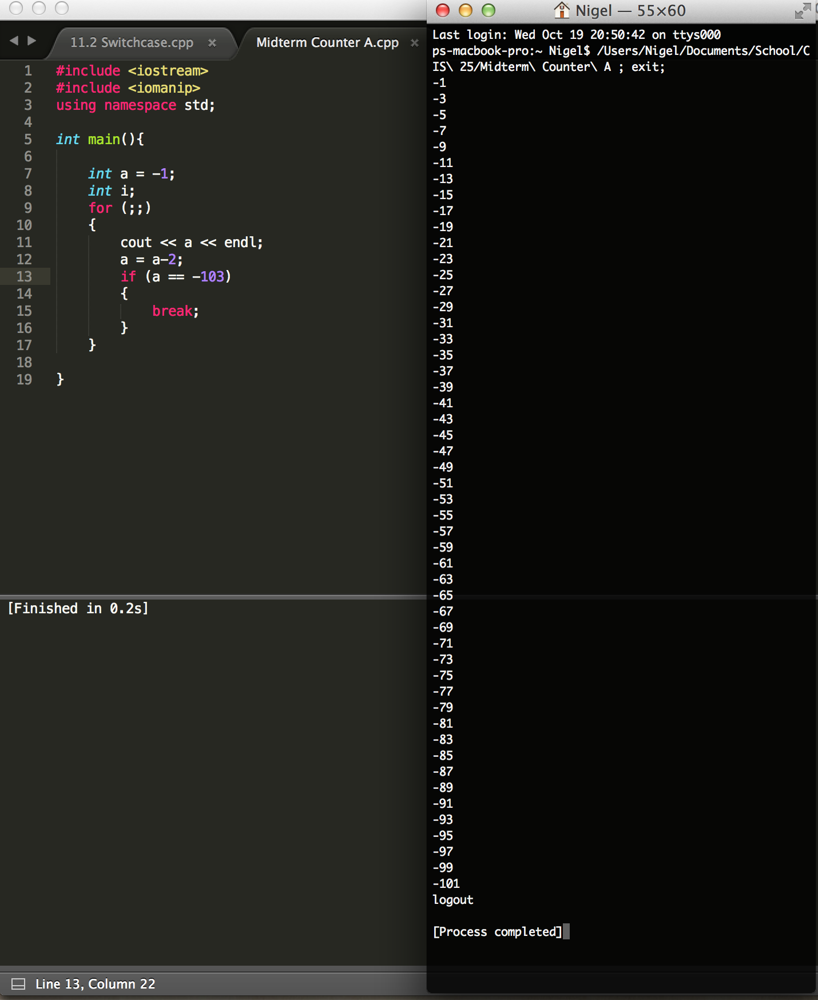 11.2 Switchcase.cpp
Midterm Counter A.cpp
1 #include <iostream>
2 #include <iomanip>
3 using namespace std;
4
5 int main(){
6
7 int a = -1;
8 int i;
9 for (;;)
10 {
11 cout << a << endl;
12 a = a-2;
13 if (a == -103)
14 {
15 break;
16 }
17 }
18
19 }
[Finished in 0.2s]
Line 13, Column 22
Nigel — 55×60
Last login: Wed Oct 19 20:50:42 on ttys000
ps-macbook-pro:~ Nigel$ /Users/Nigel/Documents/School/C
IS\ 25/Midterm\ Counter\ A ; exit;
-1
-3
-5
-7
-9
-11
-13
-15
-17
-19
-21
-23
-25
-27
-29
-31
-33
-35
-37
-39
-41
-43
-45
-47
-49
-51
-53
-55
-57
-59
-61
-63
-65
-67
-69
-71
-73
-75
-77
-79
-81
-83
-85
-87
-89
-91
-93
-95
-97
-99
-101
logout
[Process completed]